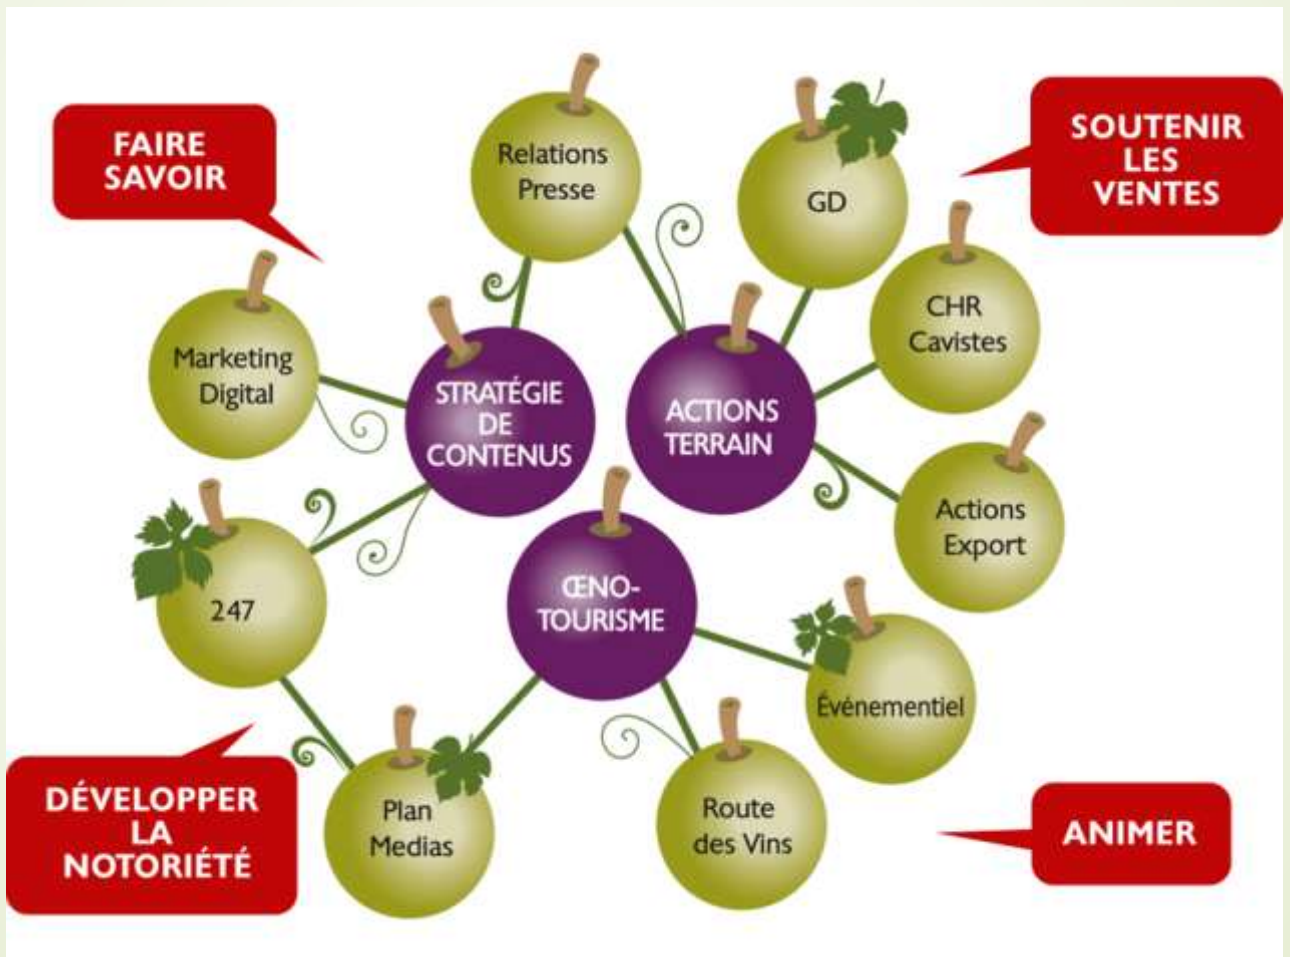 FAIRE
SAVOIR
Relations
Presse
GD
SOUTENIR
LES
VENTES
CHR
Cavistes
Marketing
Digital
STRATÉGIE
DE
CONTENUS
ACTIONS
TERRAIN
Actions
Export
247
ŒNO-
TOURISME
Événementiel
DÉVELOPPER
LA
NOTORIÉTÉ
Plan
Medias
Route
des Vins
ANIMER